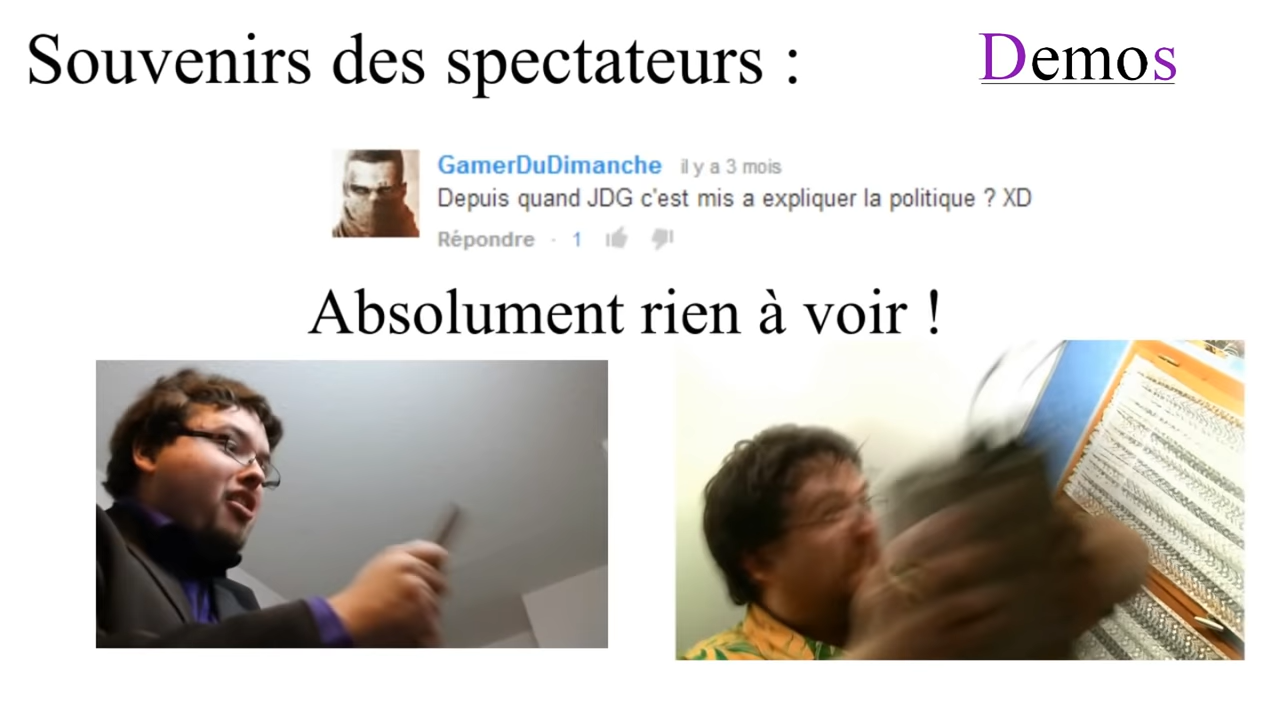 Souvenirs des spectateurs :
Demos
GamerDuDimanche il y a 3 mois
Depuis quand JDG c'est mis a expliquer la politique ? XD
Répondre · 1
Absolument rien à voir !